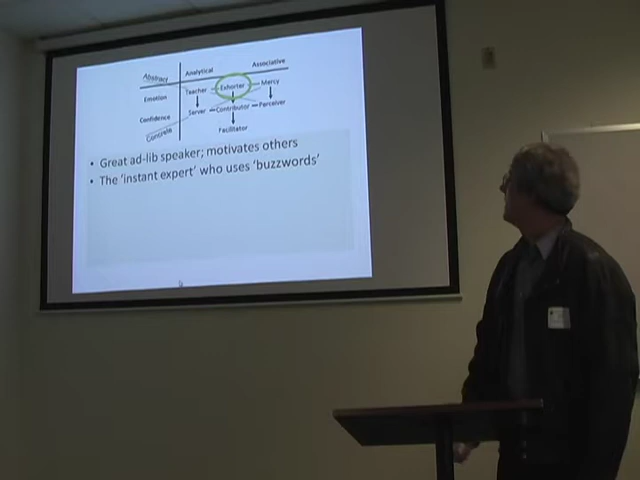 Analytical Associative
Abstract
Teacher Exhorter Mercy
Emotion
Server Contributor Perceiver
Confidence
Concrete
Facilitator
• Great ad-lib speaker; motivates others
• The 'instant expert' who uses 'buzzwords'